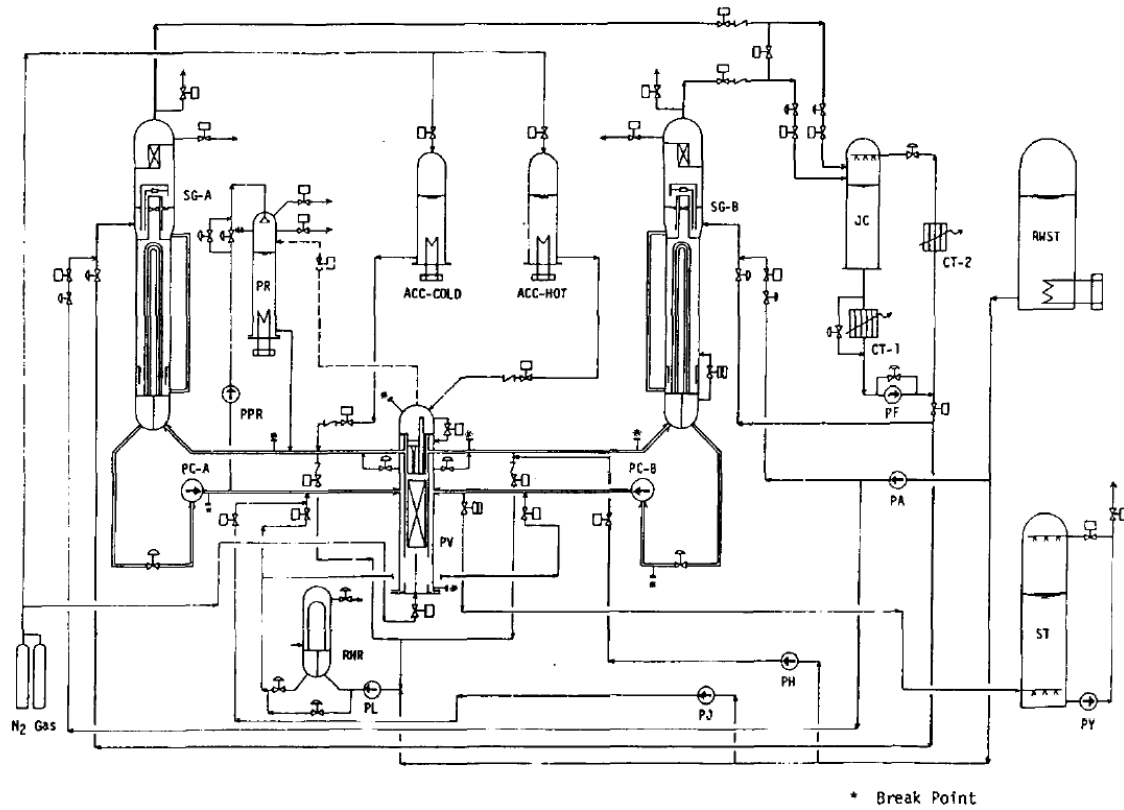 SG-A
SG-B
JC
RWST
CT-2
PR
ACC-COLD
ACC-HOT
CT-1
PPR
PF
PC-A
PC-B
PA
PV
RHR
ST
PH
PL
PJ
PY
N2 Gas
* Break Point